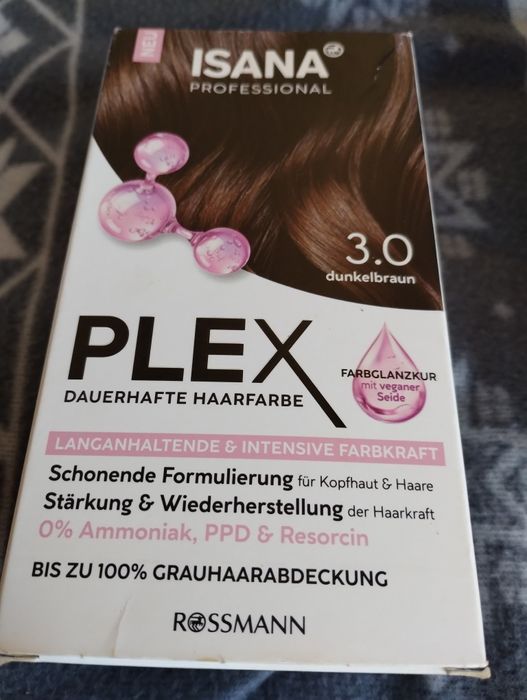 NEU
ISANA
PROFESSIONAL
3.0
dunkelbraun
PLEX
DAUERHAFTE HAARFARBE
FARBGLANZKUR
mit veganer
Seide
LANGANHALTENDE & INTENSIVE FARBKRAFT
Schonende Formulierung für Kopfhaut & Haare
Stärkung & Wiederherstellung der Haarkraft
0% Ammoniak, PPD & Resorcin
BIS ZU 100% GRAUHAARABDECKUNG
ROSSMANN